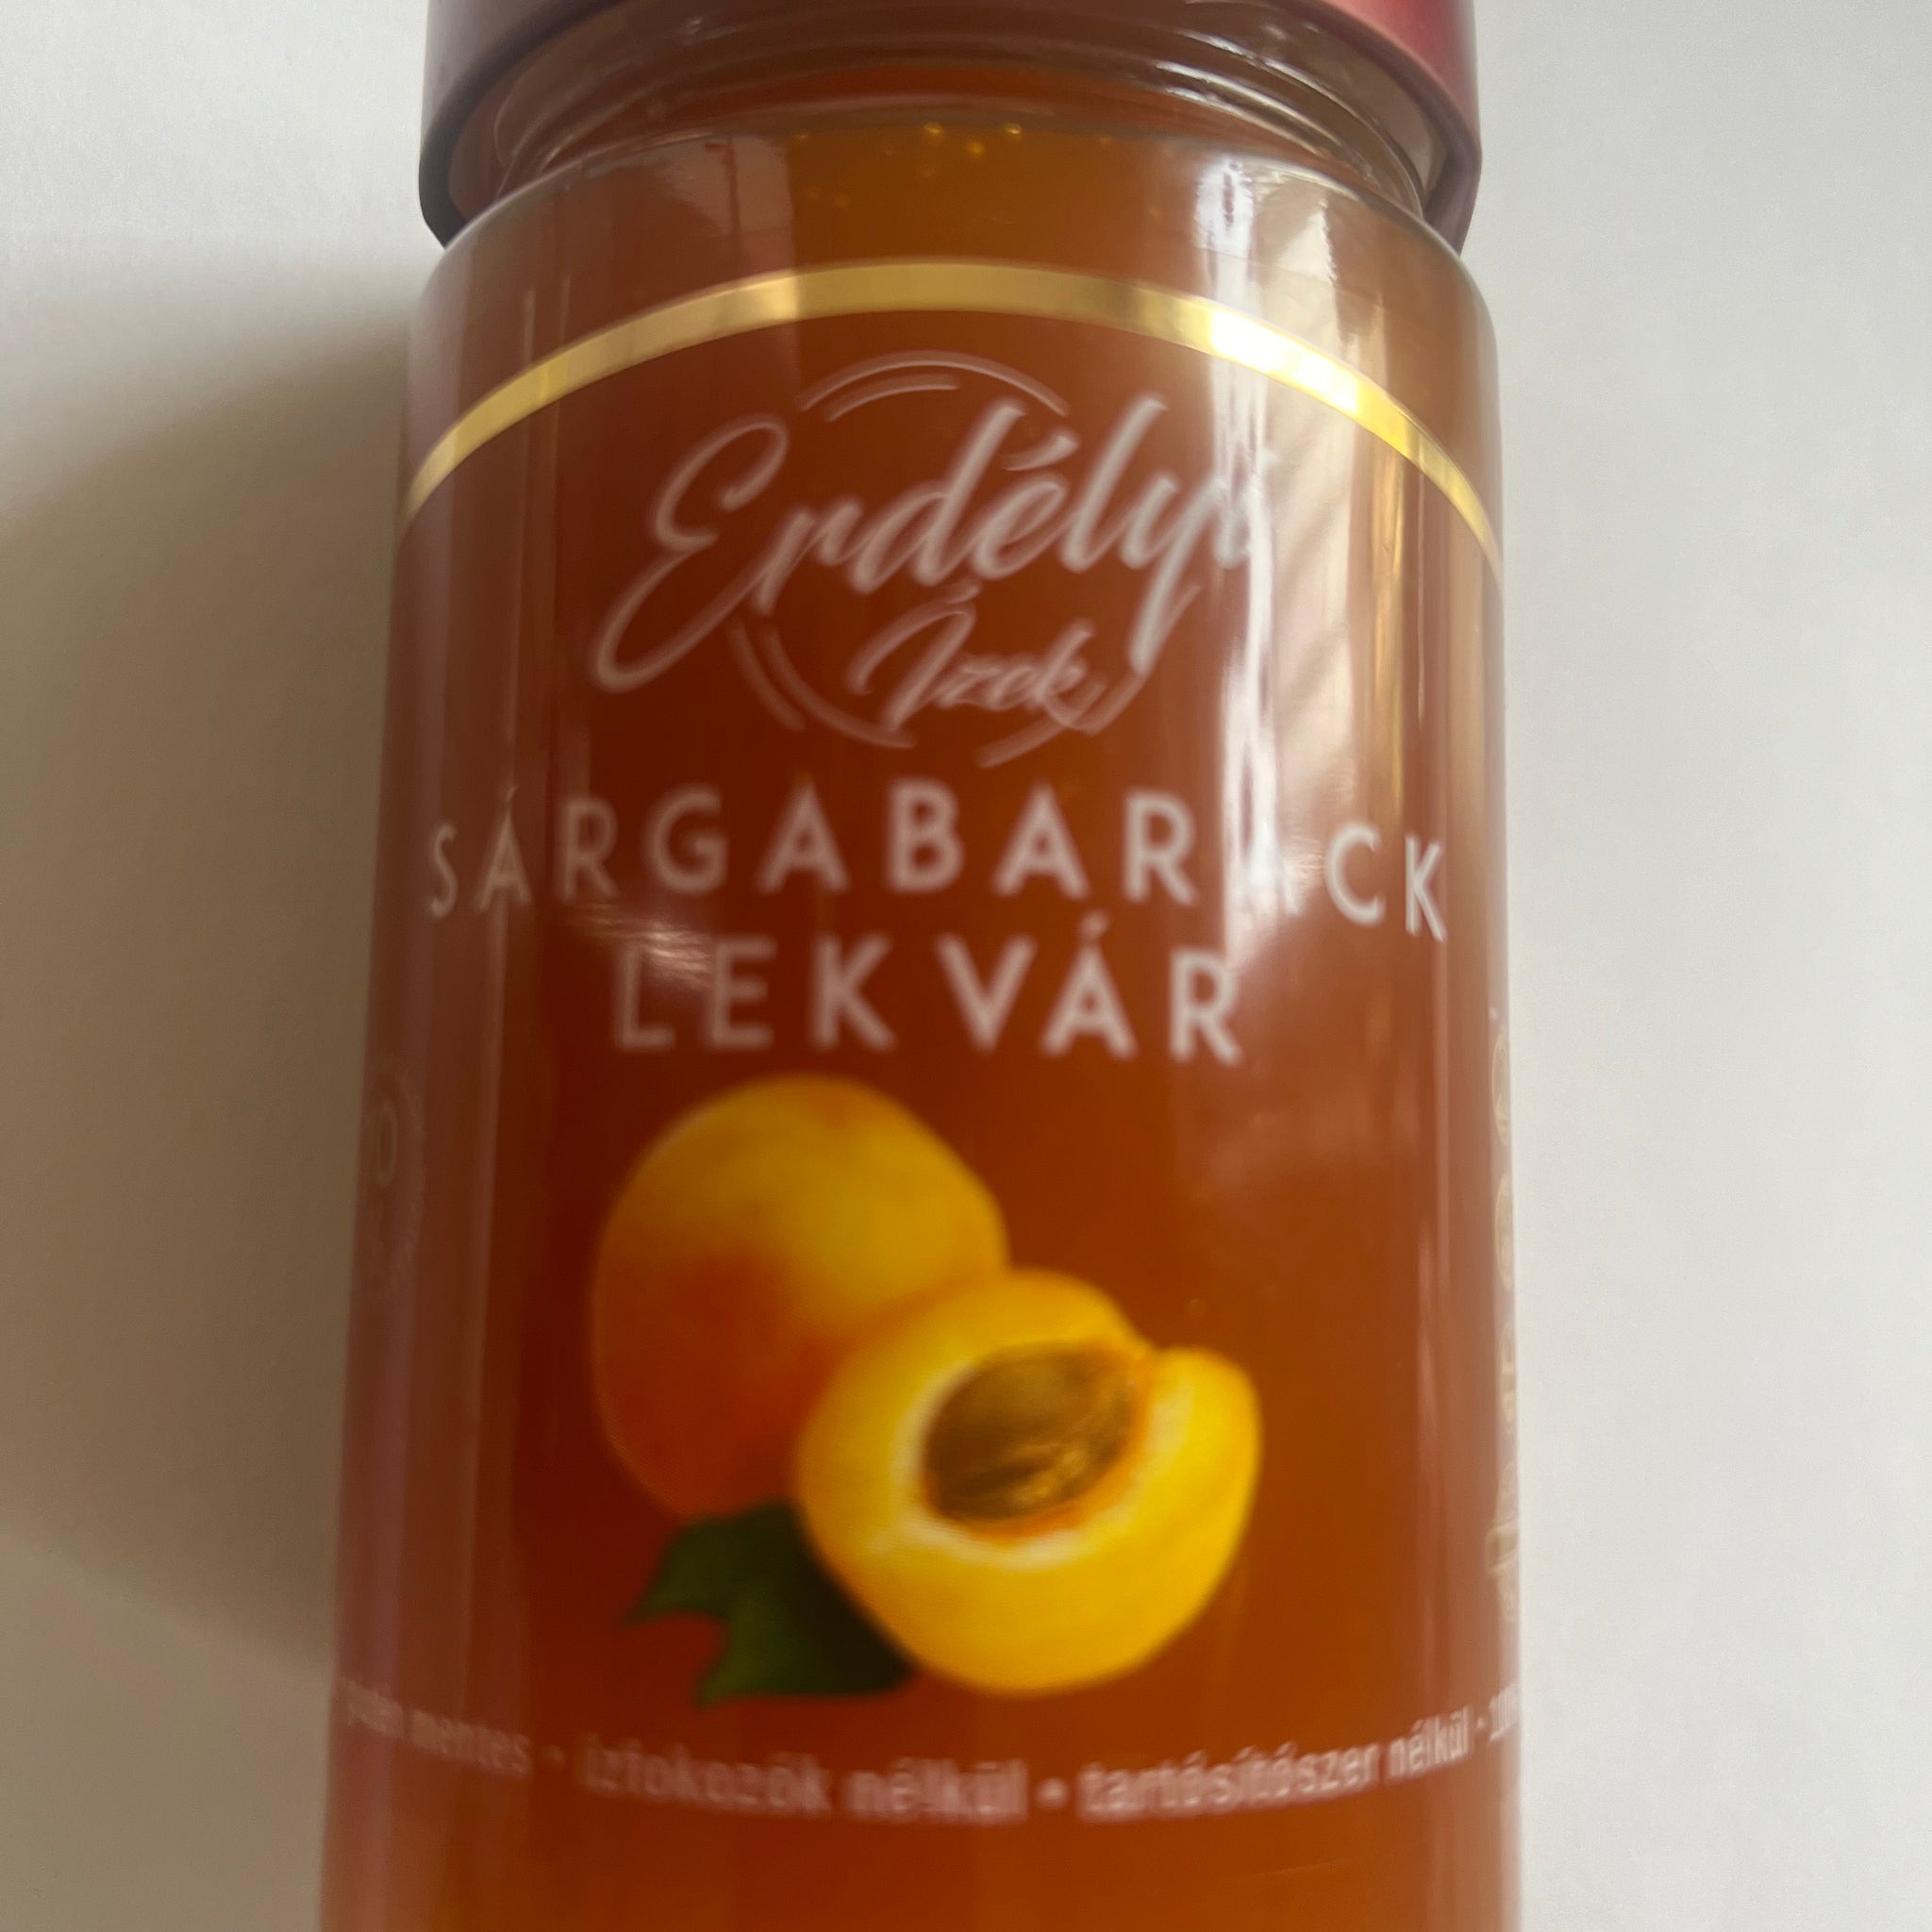 Erdélyi
Ízek
SÁRGABARACK
LEKVÁR
mentes • ízfokozók nélkül • tartósítószer nélkül •